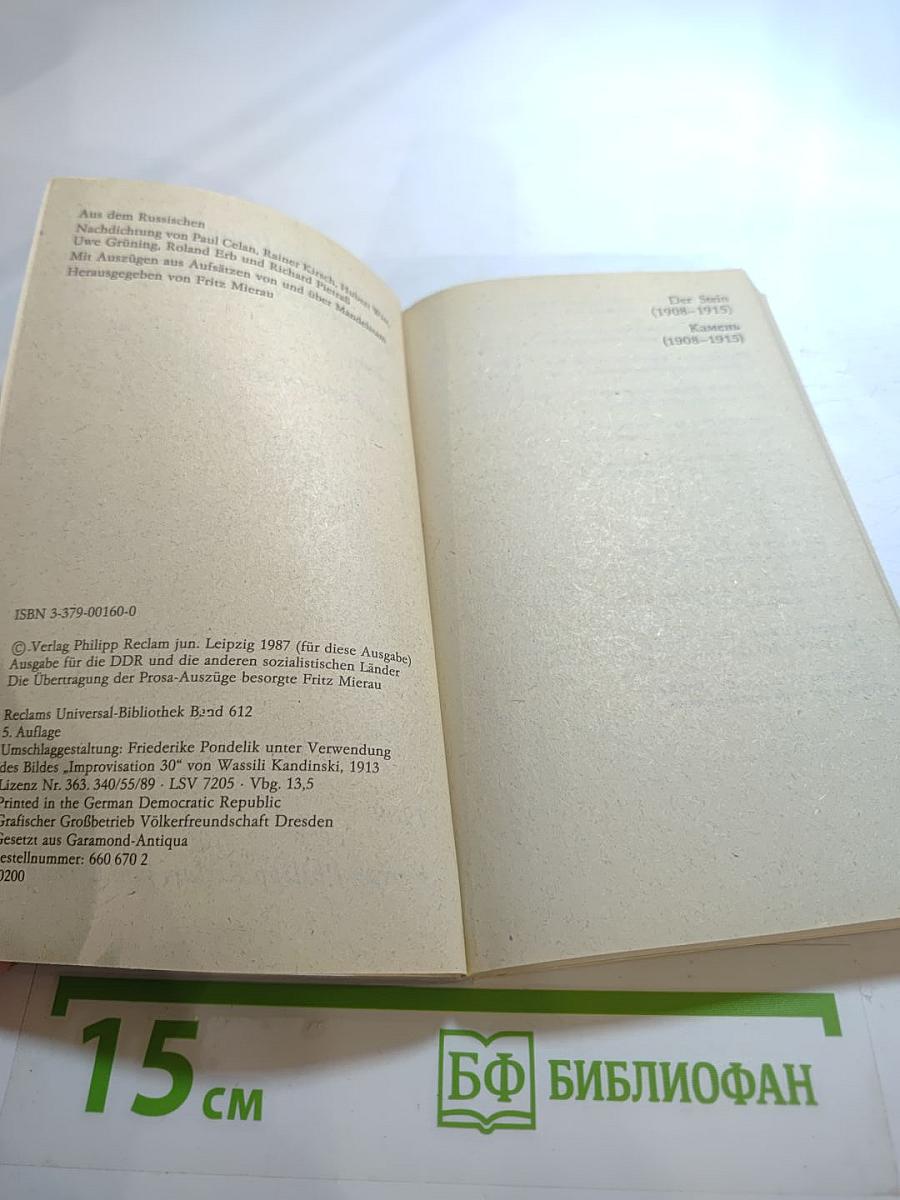 Aus dem Russischen
Nachdichtung von Paul Celan, Rainer Kirsch, Hubert Witt,
Uwe Grüning, Roland Erb und Richard Pietraß
Mit Auszügen aus Aufsätzen von und über Mandelstam
Herausgegeben von Fritz Mierau
ISBN 3-379-00160-0
© Verlag Philipp Reclam jun. Leipzig 1987 (für diese Ausgabe)
Ausgabe für die DDR und die anderen sozialistischen Länder
Die Übertragung der Prosa-Auszüge besorgte Fritz Mierau
Reclams Universal-Bibliothek Band 612
5. Auflage
Umschlaggestaltung: Friederike Pondelik unter Verwendung
des Bildes „Improvisation 30“ von Wassili Kandinski, 1913
Lizenz Nr. 363. 340/55/89 · LSV 7205 · Vbg. 13,5
Printed in the German Democratic Republic
Grafischer Großbetrieb Völkerfreundschaft Dresden
Gesetzt aus Garamond-Antiqua
estellnummer: 660 670 2
0200
Der Stein
(1908–1915)
Камень
(1908–1915)
15 см
БФ БИБЛИОФАН